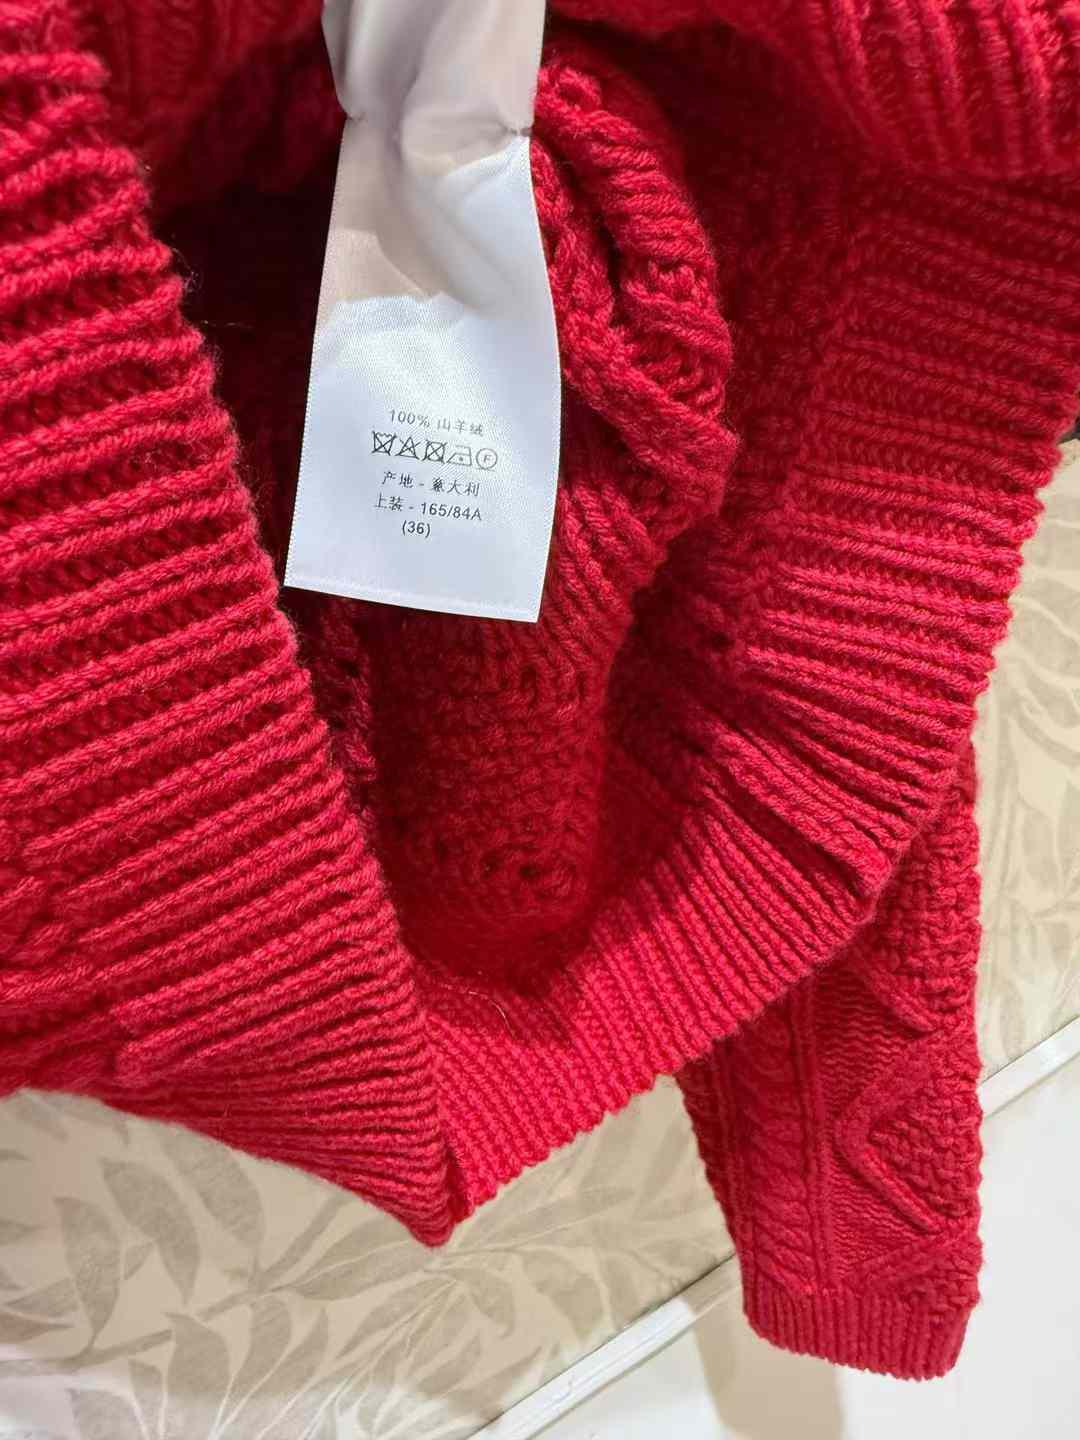 100% 山羊绒
F
产地 - 意大利
上装 - 165/84A
(36)